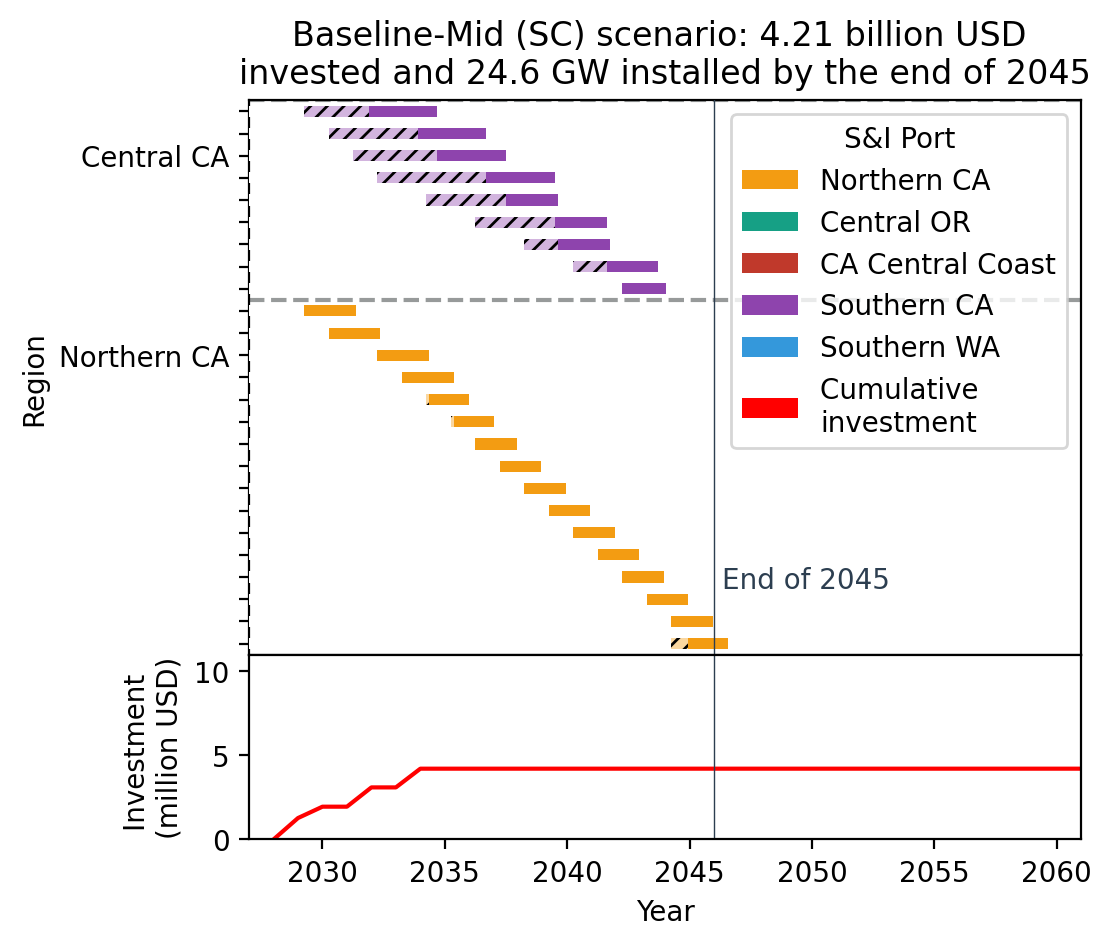 Baseline-Mid (SC) scenario: 4.21 billion USD
invested and 24.6 GW installed by the end of 2045
Region
Central CA
Northern CA
S&I Port
Northern CA
Central OR
CA Central Coast
Southern CA
Southern WA
Cumulative
investment
End of 2045
Investment
(million USD)
10
5
0
2030 2035 2040 2045 2050 2055 2060
Year